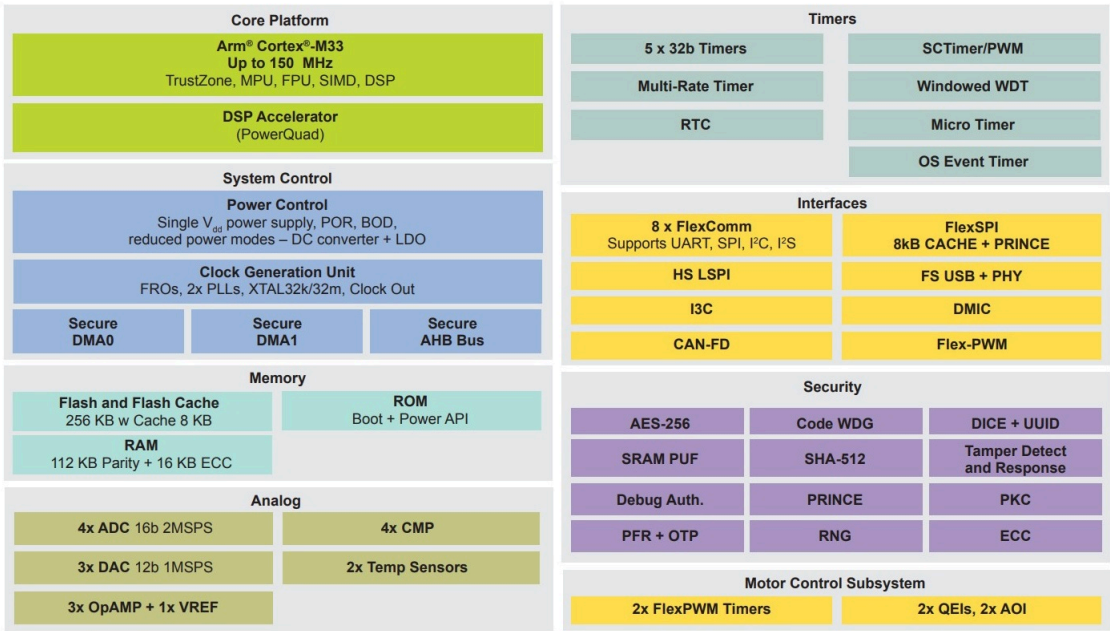 Core Platform
Arm® Cortex®-M33
Up to 150 MHz
TrustZone, MPU, FPU, SIMD, DSP
DSP Accelerator
(PowerQuad)
System Control
Power Control
Single Vdd power supply, POR, BOD,
reduced power modes – DC converter + LDO
Clock Generation Unit
FROs, 2x PLLs, XTAL32k/32m, Clock Out
Secure
DMA0
Secure
DMA1
Secure
AHB Bus
Memory
Flash and Flash Cache
256 KB w Cache 8 KB
ROM
Boot + Power API
RAM
112 KB Parity + 16 KB ECC
Analog
4x ADC 16b 2MSPS
4x CMP
3x DAC 12b 1MSPS
2x Temp Sensors
3x OpAMP + 1x VREF
Timers
5 x 32b Timers
SCTimer/PWM
Multi-Rate Timer
Windowed WDT
RTC
Micro Timer
OS Event Timer
Interfaces
8 x FlexComm
Supports UART, SPI, I²C, I²S
FlexSPI
8kB CACHE + PRINCE
HS LSPI
FS USB + PHY
I3C
DMIC
CAN-FD
Flex-PWM
Security
AES-256
Code WDG
DICE + UUID
SRAM PUF
SHA-512
Tamper Detect
and Response
Debug Auth.
PRINCE
PKC
PFR + OTP
RNG
ECC
Motor Control Subsystem
2x FlexPWM Timers
2x QEIs, 2x AOI